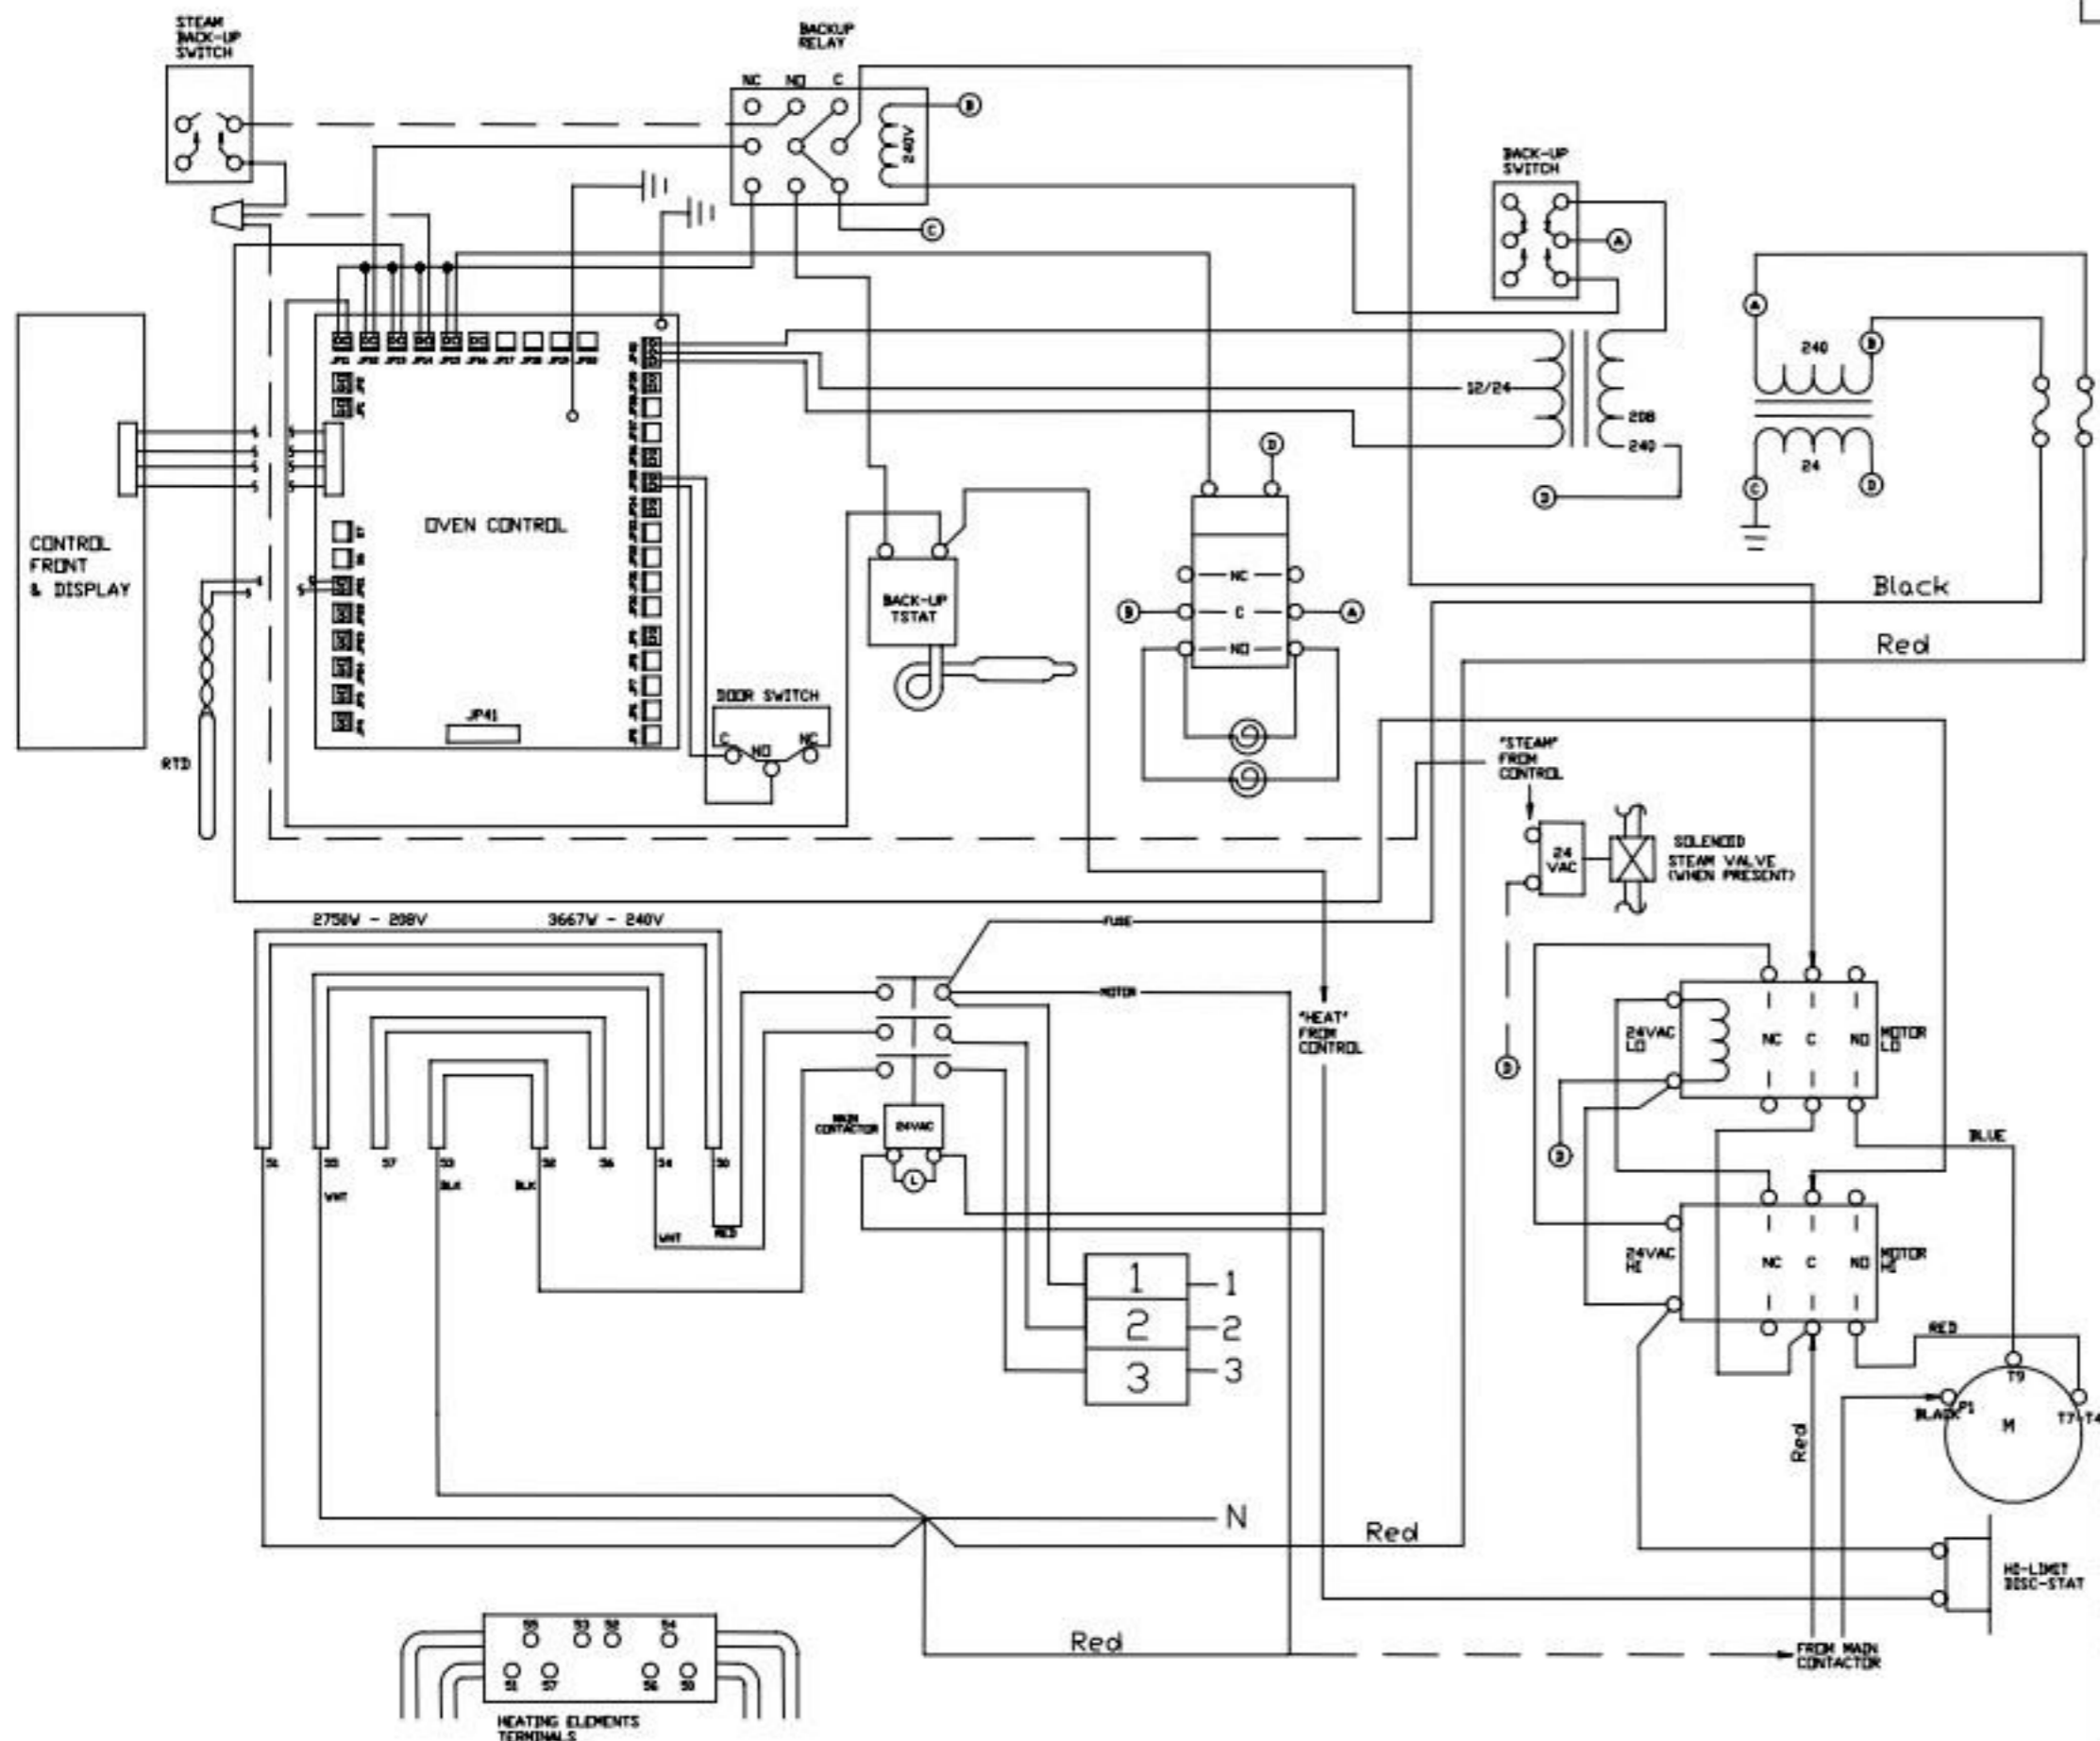 STEAM
BACK-UP
SWITCH
BACKUP
RELAY
NC NO C
240V
B
C
BACK-UP
SWITCH
A
A
240
B
12/24
208
240
24
C
D
D
D
CONTROL
FRONT
& DISPLAY
OVEN CONTROL
JP41
RTD
BACK-UP
TSTAT
DOOR SWITCH
C NO NC
NC
B C A
NO
Black
Red
"STEAM"
FROM
CONTROL
24
VAC
SOLENOID
STEAM VALVE
(WHEN PRESENT)
D
2750W - 208V
3667W - 240V
FUSE
MOTOR
"HEAT"
FROM
CONTROL
MAIN
CONTACTOR
24VAC
L
24VAC
LO
NC C NO
MOTOR
LO
D
BLUE
24VAC
HI
NC C NO
MOTOR
HI
RED
T9
BLACK P1
M
T7-T4
Red
51 55 57 53 52 56 54 50
WHT
BLK
BLK
WHT
RED
1 1
2 2
3 3
N
Red
HI-LIMIT
DISC-STAT
Red
FROM MAIN
CONTACTOR
55 53 52 54
51 57 56 50
HEATING ELEMENTS
TERMINALS